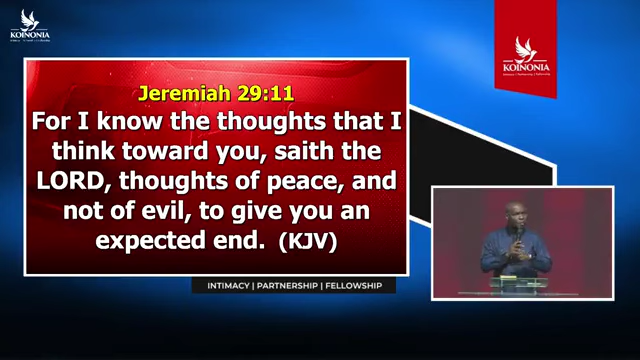 KOINONIA
KOINONIA
Jeremiah 29:11
For I know the thoughts that I
think toward you, saith the
LORD, thoughts of peace, and
not of evil, to give you an
expected end. (KJV)
INTIMACY | PARTNERSHIP | FELLOWSHIP